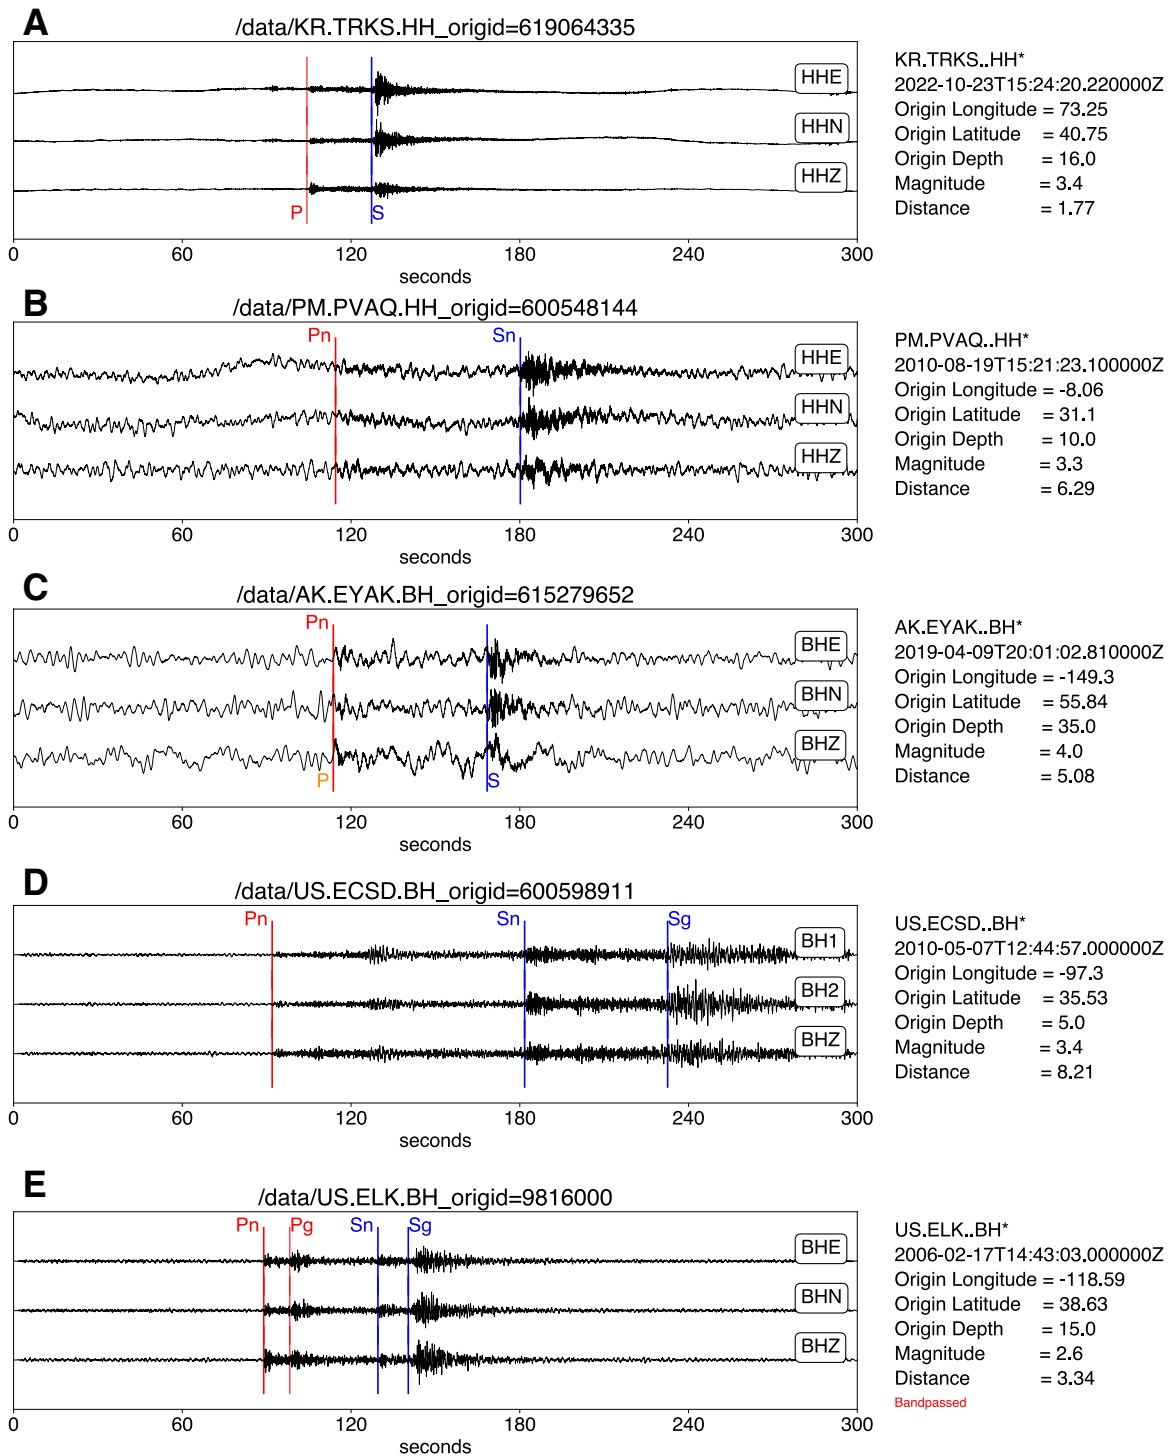 A
/data/KR.TRKS.HH_origid=619064335
HHE
HHN
HHZ
P
S
0
60
120
180
240
300
seconds
KR.TRKS..HH*
2022-10-23T15:24:20.220000Z
Origin Longitude = 73.25
Origin Latitude = 40.75
Origin Depth = 16.0
Magnitude = 3.4
Distance = 1.77
B
/data/PM.PVAQ.HH_origid=600548144
Pn
Sn
HHE
HHN
HHZ
0
60
120
180
240
300
seconds
PM.PVAQ..HH*
2010-08-19T15:21:23.100000Z
Origin Longitude = -8.06
Origin Latitude = 31.1
Origin Depth = 10.0
Magnitude = 3.3
Distance = 6.29
C
/data/AK.EYAK.BH_origid=615279652
Pn
BHE
BHN
BHZ
P
S
0
60
120
180
240
300
seconds
AK.EYAK..BH*
2019-04-09T20:01:02.810000Z
Origin Longitude = -149.3
Origin Latitude = 55.84
Origin Depth = 35.0
Magnitude = 4.0
Distance = 5.08
D
/data/US.ECSD.BH_origid=600598911
Pn
Sn
Sg
BH1
BH2
BHZ
0
60
120
180
240
300
seconds
US.ECSD..BH*
2010-05-07T12:44:57.000000Z
Origin Longitude = -97.3
Origin Latitude = 35.53
Origin Depth = 5.0
Magnitude = 3.4
Distance = 8.21
E
/data/US.ELK.BH_origid=9816000
Pn
Pg
Sn
Sg
BHE
BHN
BHZ
0
60
120
180
240
300
seconds
US.ELK..BH*
2006-02-17T14:43:03.000000Z
Origin Longitude = -118.59
Origin Latitude = 38.63
Origin Depth = 15.0
Magnitude = 2.6
Distance = 3.34
Bandpassed